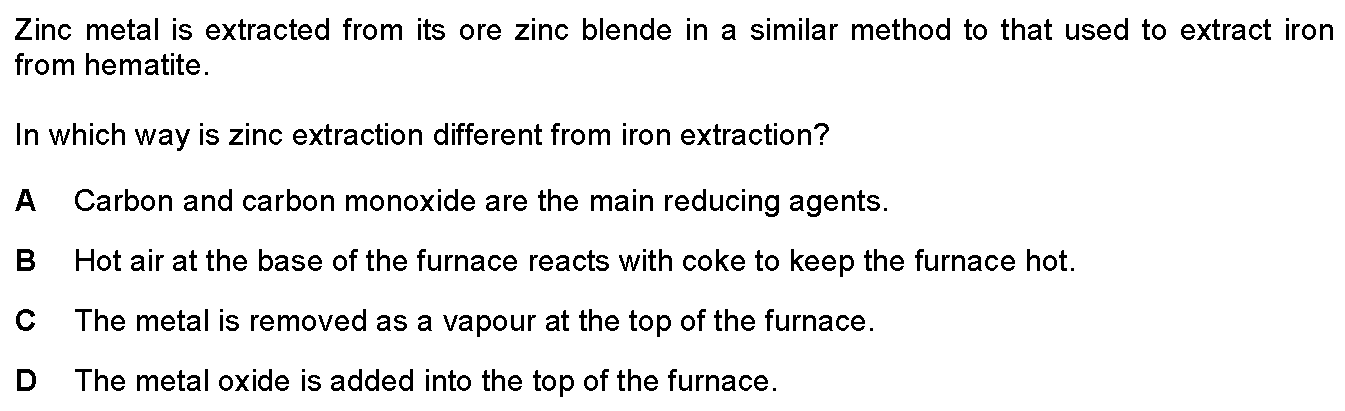 Zinc metal is extracted from its ore zinc blende in a similar method to that used to extract iron
from hematite.
In which way is zinc extraction different from iron extraction?
A Carbon and carbon monoxide are the main reducing agents.
B Hot air at the base of the furnace reacts with coke to keep the furnace hot.
C The metal is removed as a vapour at the top of the furnace.
D The metal oxide is added into the top of the furnace.